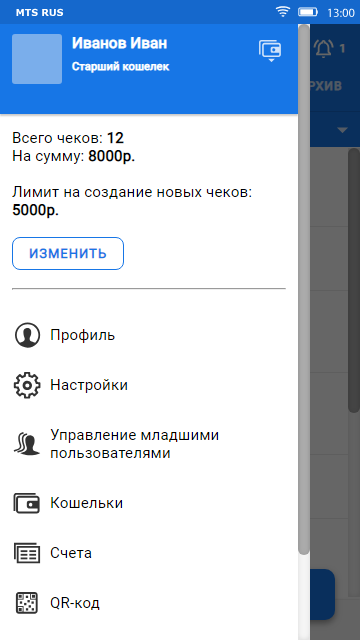 MTS RUS
13:00
Иванов Иван
Старший кошелек
1
РХИВ
Всего чеков: 12
На сумму: 8000р.
Лимит на создание новых чеков:
5000р.
ИЗМЕНИТЬ
Профиль
Настройки
Управление младшими
пользователями
Кошельки
Счета
QR-код